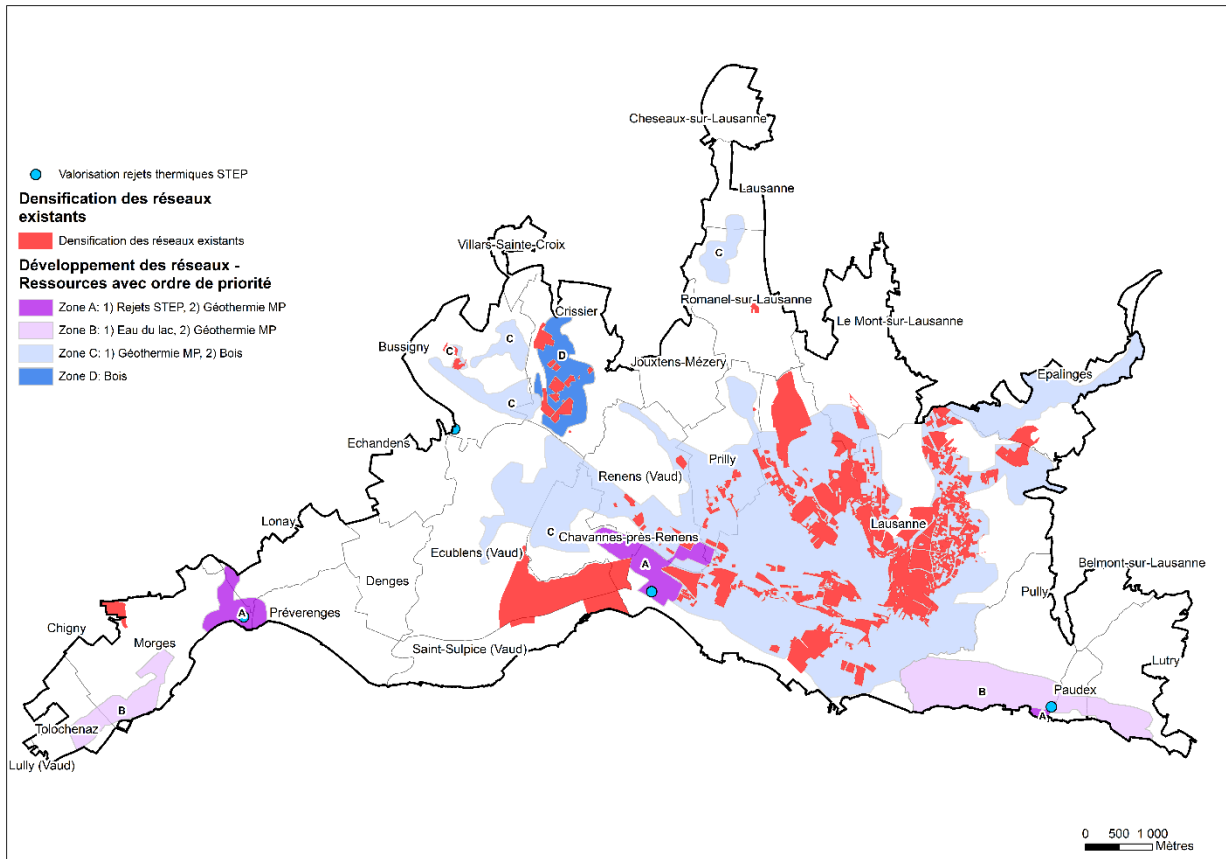 Cheseaux-sur-Lausanne
Valorisation rejets thermiques STEP
Lausanne
Densification des réseaux
existants
Densification des réseaux existants
Villars-Sainte-Croix
Développement des réseaux -
Ressources avec ordre de priorité
C
Zone A: 1) Rejets STEP, 2) Géothermie MP
Romanel-sur-Lausanne
Zone B: 1) Eau du lac, 2) Géothermie MP
Crissier
Le Mont-sur-Lausanne
Zone C: 1) Géothermie MP, 2) Bois
C
Bussigny
C
D
Jouxtens-Mézery
Zone D: Bois
Epalinges
C
Echandens
Prilly
Renens (Vaud)
Lonay
Lausanne
C
Chavannes-près-Renens
Ecublens (Vaud)
A
Belmont-sur-Lausanne
Denges
Pully
A
Préverenges
Chigny
Morges
Saint-Sulpice (Vaud)
Lutry
B
Paudex
B
A
Tolochenaz
Lully (Vaud)
0 500 1 000
Mètres